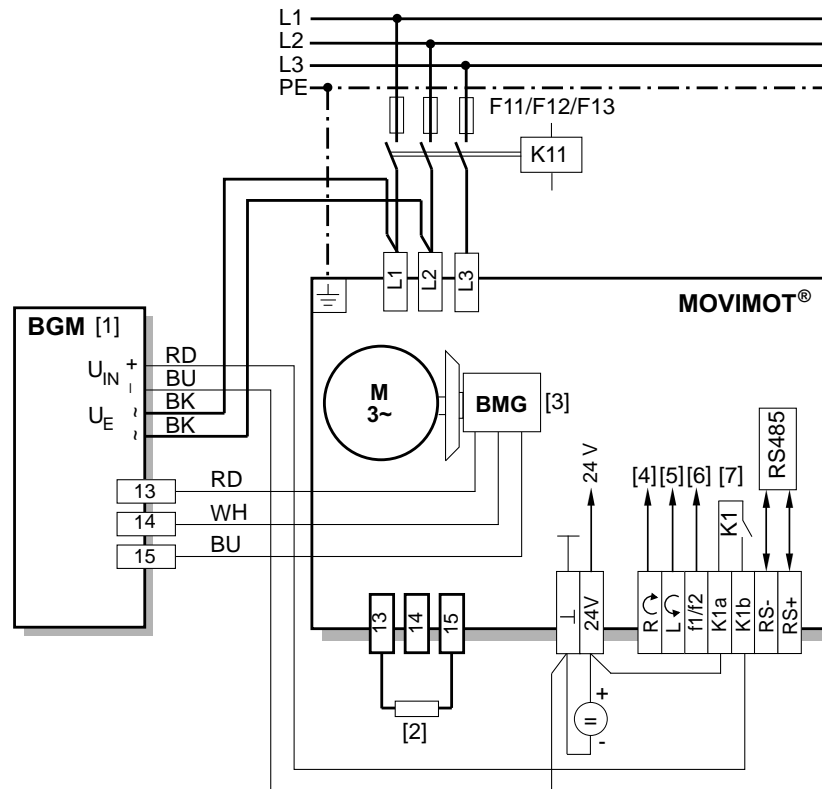 L1
L2
L3
PE
F11/F12/F13
K11
L1
L2
L3
MOVIMOT®
BGM [1]
U_IN + −
RD
BU
U_E ~ ~
BK
BK
M
3~
BMG
[3]
13
RD
14
WH
15
BU
24 V
[4] [5] [6] [7]
K1
RS485
13
14
15
⊥
24V
R
L
f1/f2
K1a
K1b
RS-
RS+
[2]
+
=
-